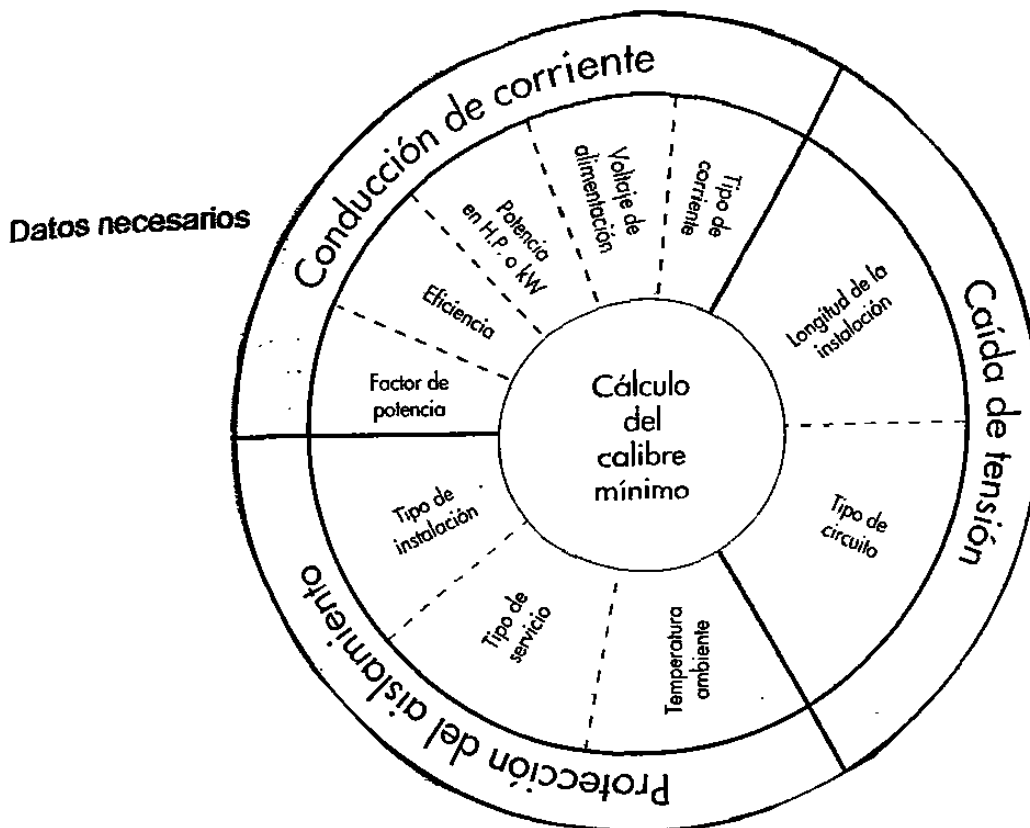 Datos necesarios
Conducción de corriente
Factor de
potencia
Eficiencia
Potencia
en H.P. o kW
Voltaje de
alimentación
Tipo de
corriente
Caída de tensión
Longitud de la
instalación
Tipo de
circuito
Protección del aislamiento
Temperatura
ambiente
Tipo de
servicio
Tipo de
instalación
Cálculo
del
calibre
mínimo